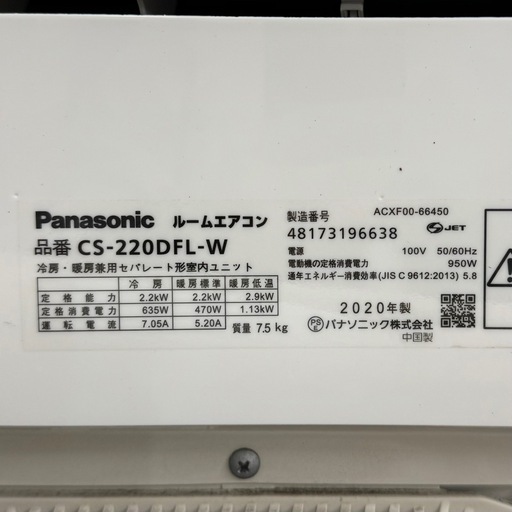 Panasonic ルームエアコン
品番 CS-220DFL-W
冷房・暖房兼用セパレート形室内ユニット
冷房 暖房標準 暖房低温
定格能力 2.2kW 2.2kW 2.9kW
定格消費電力 635W 470W 1.13kW
運転電流 7.05A 5.20A
質量 7.5 kg
ACXF00-66450
製造番号
48173196638
JET
電源 100V 50/60Hz
電動機の定格消費電力 950W
通年エネルギー消費効率(JIS C 9612:2013) 5.8
2020年製
PSE パナソニック株式会社
中国製